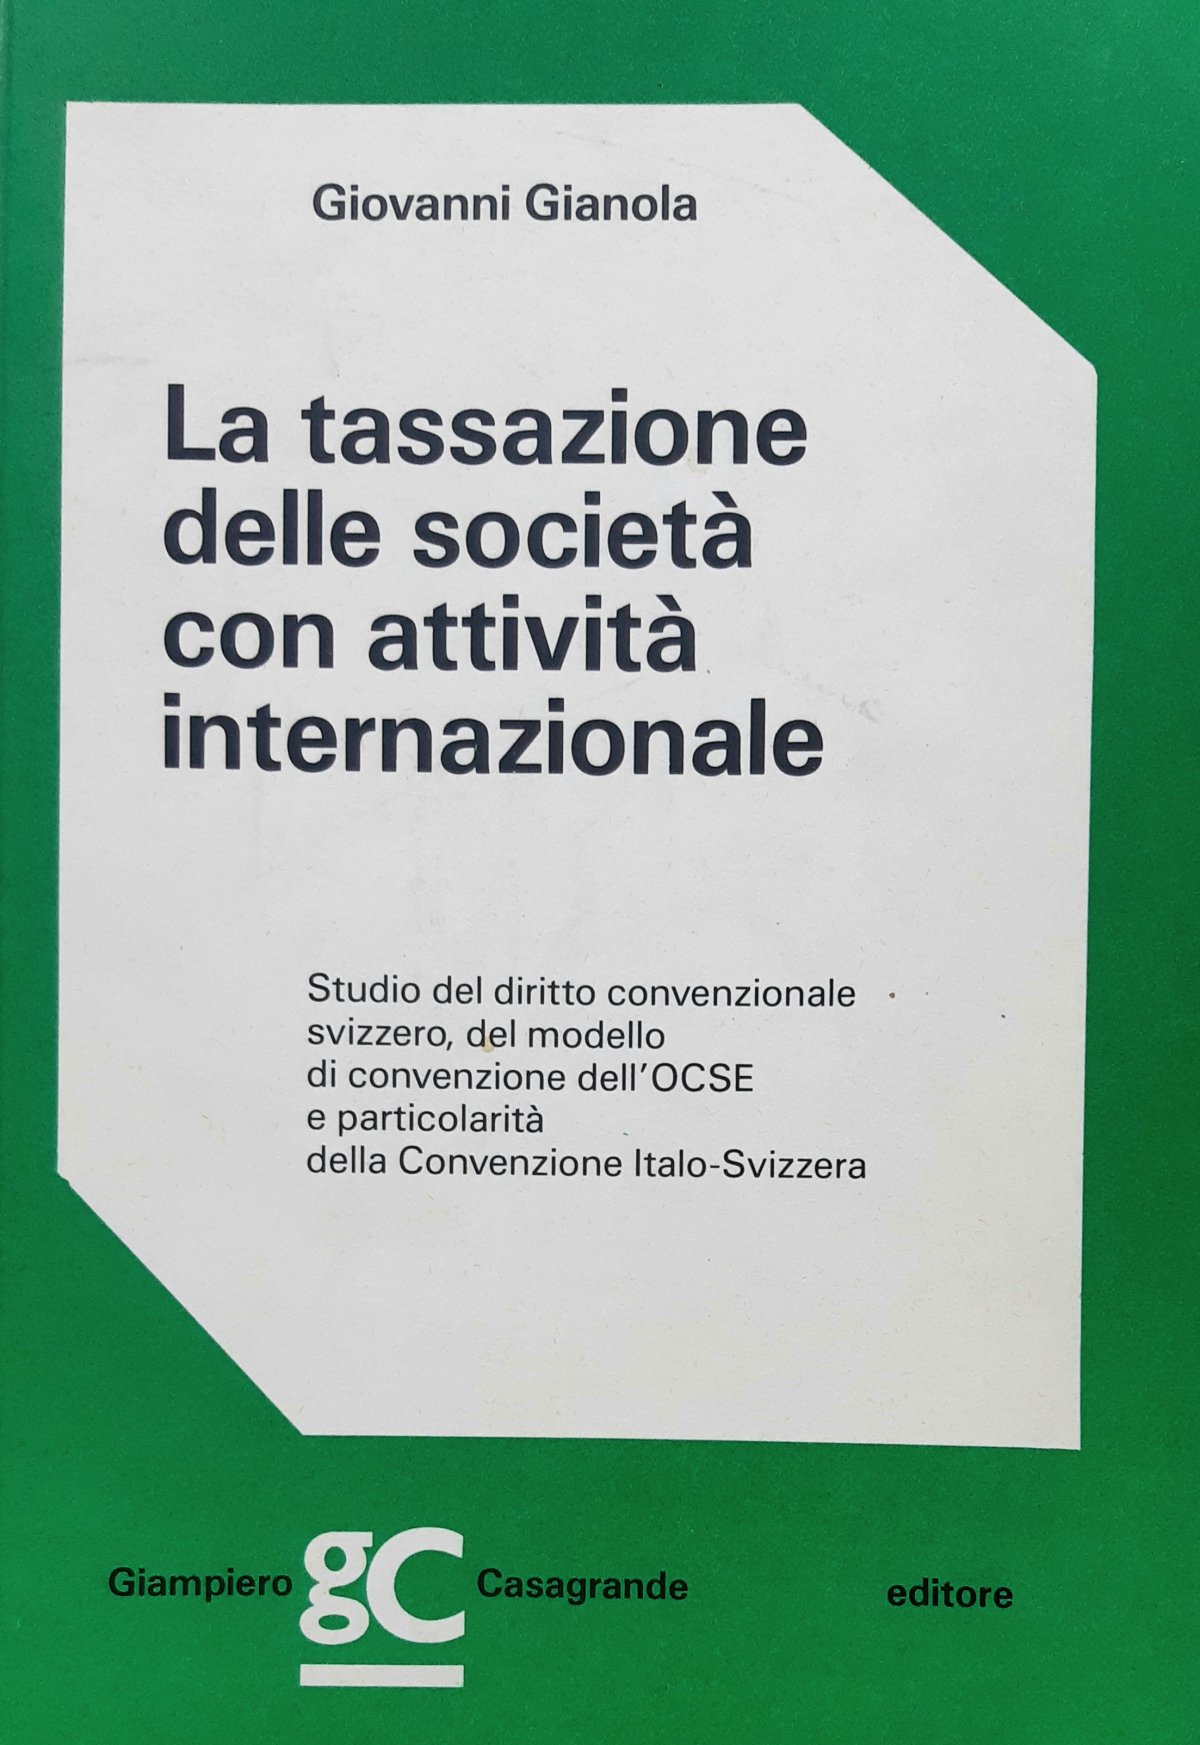 Giovanni Gianola
La tassazione
delle società
con attività
internazionale
Studio del diritto convenzionale
svizzero, del modello
di convenzione dell'OCSE
e particolarità
della Convenzione Italo-Svizzera
Giampiero gC Casagrande editore